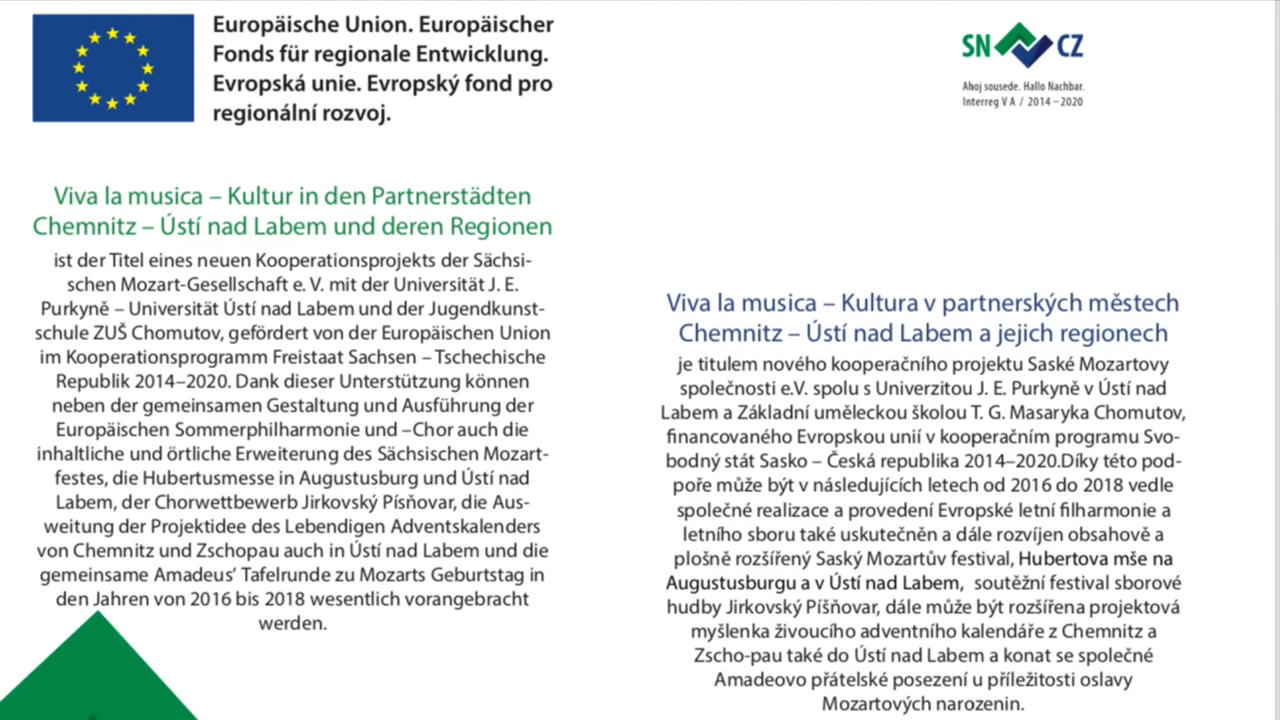 Europäische Union. Europäischer
Fonds für regionale Entwicklung.
Evropská unie. Evropský fond pro
regionální rozvoj.
SN CZ
Ahoj sousede. Hallo Nachbar.
Interreg V A / 2014–2020
Viva la musica – Kultur in den Partnerstädten
Chemnitz – Ústí nad Labem und deren Regionen
ist der Titel eines neuen Kooperationsprojekts der Sächsi-
schen Mozart-Gesellschaft e. V. mit der Universität J. E.
Purkyně – Universität Ústí nad Labem und der Jugendkunst-
schule ZUŠ Chomutov, gefördert von der Europäischen Union
im Kooperationsprogramm Freistaat Sachsen – Tschechische
Republik 2014–2020. Dank dieser Unterstützung können
neben der gemeinsamen Gestaltung und Ausführung der
Europäischen Sommerphilharmonie und –Chor auch die
inhaltliche und örtliche Erweiterung des Sächsischen Mozart-
festes, die Hubertusmesse in Augustusburg und Ústí nad
Labem, der Chorwettbewerb Jirkovský Písňovar, die Aus-
weitung der Projektidee des Lebendigen Adventskalenders
von Chemnitz und Zschopau auch in Ústí nad Labem und die
gemeinsame Amadeus’ Tafelrunde zu Mozarts Geburtstag in
den Jahren von 2016 bis 2018 wesentlich vorangebracht
werden.
Viva la musica – Kultura v partnerských městech
Chemnitz – Ústí nad Labem a jejich regionech
je titulem nového kooperačního projektu Saské Mozartovy
společnosti e.V. spolu s Univerzitou J. E. Purkyně v Ústí nad
Labem a Základní uměleckou školou T. G. Masaryka Chomutov,
financovaného Evropskou unií v kooperačním programu Svo-
bodný stát Sasko – Česká republika 2014–2020.Díky této pod-
poře může být v následujících letech od 2016 do 2018 vedle
společné realizace a provedení Evropské letní filharmonie a
letního sboru také uskutečněn a dále rozvíjen obsahově a
plošně rozšířený Saský Mozartův festival, Hubertova mše na
Augustusburgu a v Ústí nad Labem, soutěžní festival sborové
hudby Jirkovský Píšňovar, dále může být rozšířena projektová
myšlenka živoucího adventního kalendáře z Chemnitz a
Zscho-pau také do Ústí nad Labem a konat se společné
Amadeovo přátelské posezení u příležitosti oslavy
Mozartových narozenin.